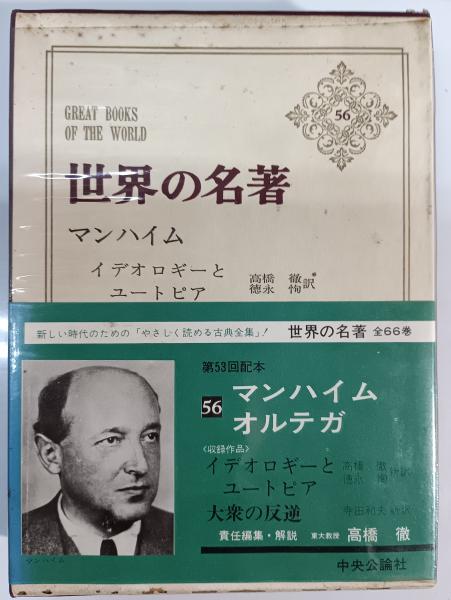 GREAT BOOKS
OF THE WORLD
56
世界の名著
マンハイム
イデオロギーと
ユートピア
高橋 徹
徳永 恂 訳
新しい時代のための「やさしく読める古典全集」!
世界の名著 全66巻
第53回配本
56 マンハイム
オルテガ
〈収録作品〉
イデオロギーと
ユートピア
高橋 徹
徳永 恂 新訳
大衆の反逆 寺田和夫 新訳
責任編集・解説 東大教授 高橋 徹
マンハイム
中央公論社